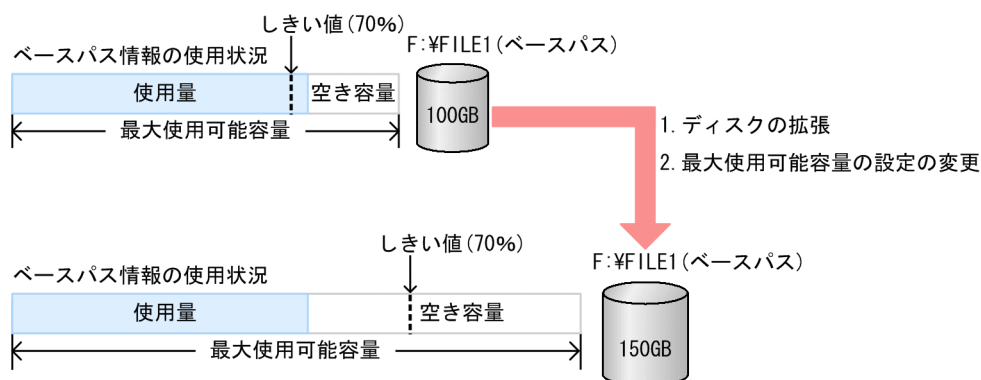 しきい値(70%)
F:¥FILE1(ベースパス)
ベースパス情報の使用状況
使用量
空き容量
100GB
最大使用可能容量
1. ディスクの拡張
2. 最大使用可能容量の設定の変更
しきい値(70%)
F:¥FILE1(ベースパス)
ベースパス情報の使用状況
使用量
空き容量
最大使用可能容量
150GB